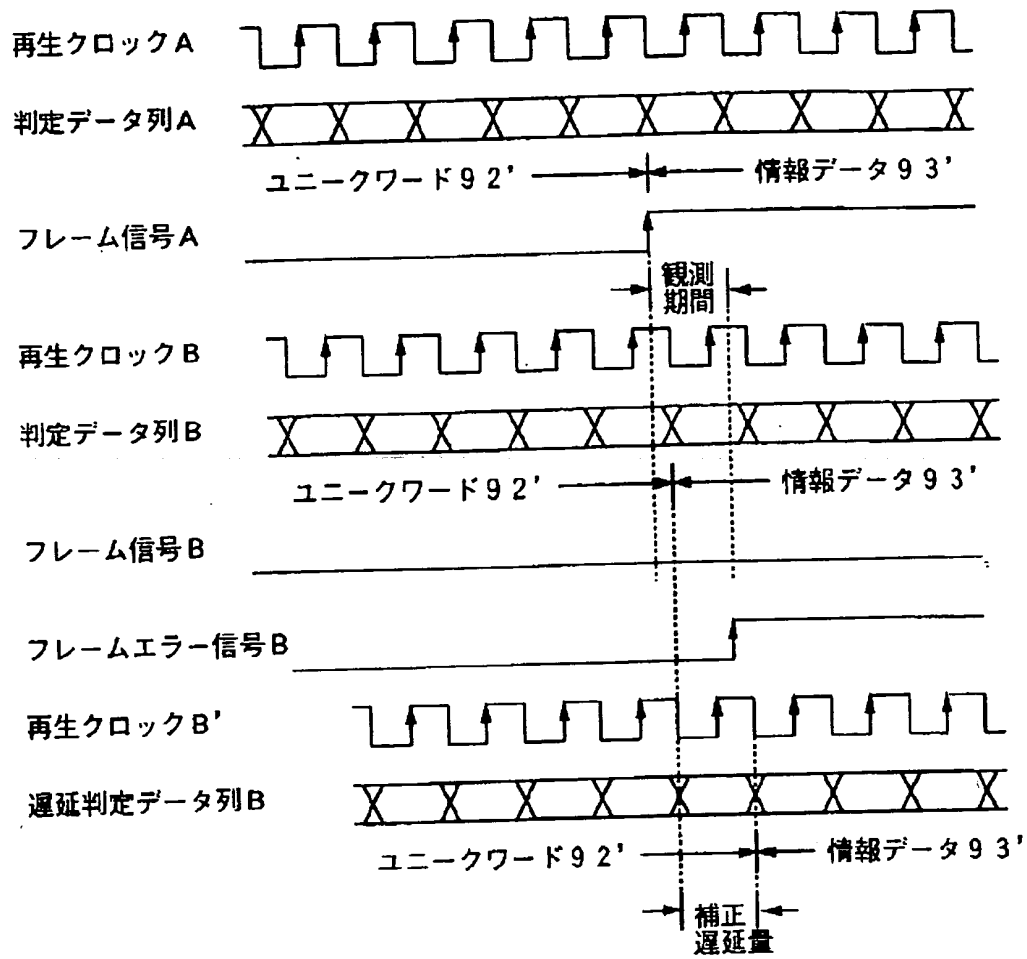 再生クロックA
判定データ列A
ユニークワード92' 情報データ93'
フレーム信号A
観測
期間
再生クロックB
判定データ列B
ユニークワード92' 情報データ93'
フレーム信号B
フレームエラー信号B
再生クロックB'
遅延判定データ列B
ユニークワード92' 情報データ93'
補正
遅延量